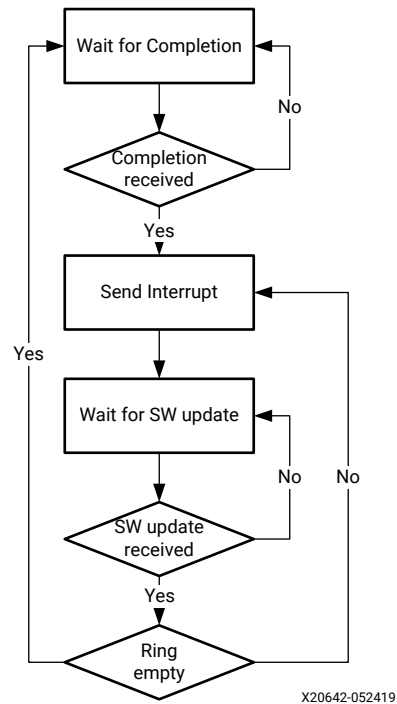 Wait for Completion
No
Completion
received
Yes
Send Interrupt
Yes
Wait for SW update
No
No
SW update
received
Yes
Ring
empty
X20642-052419